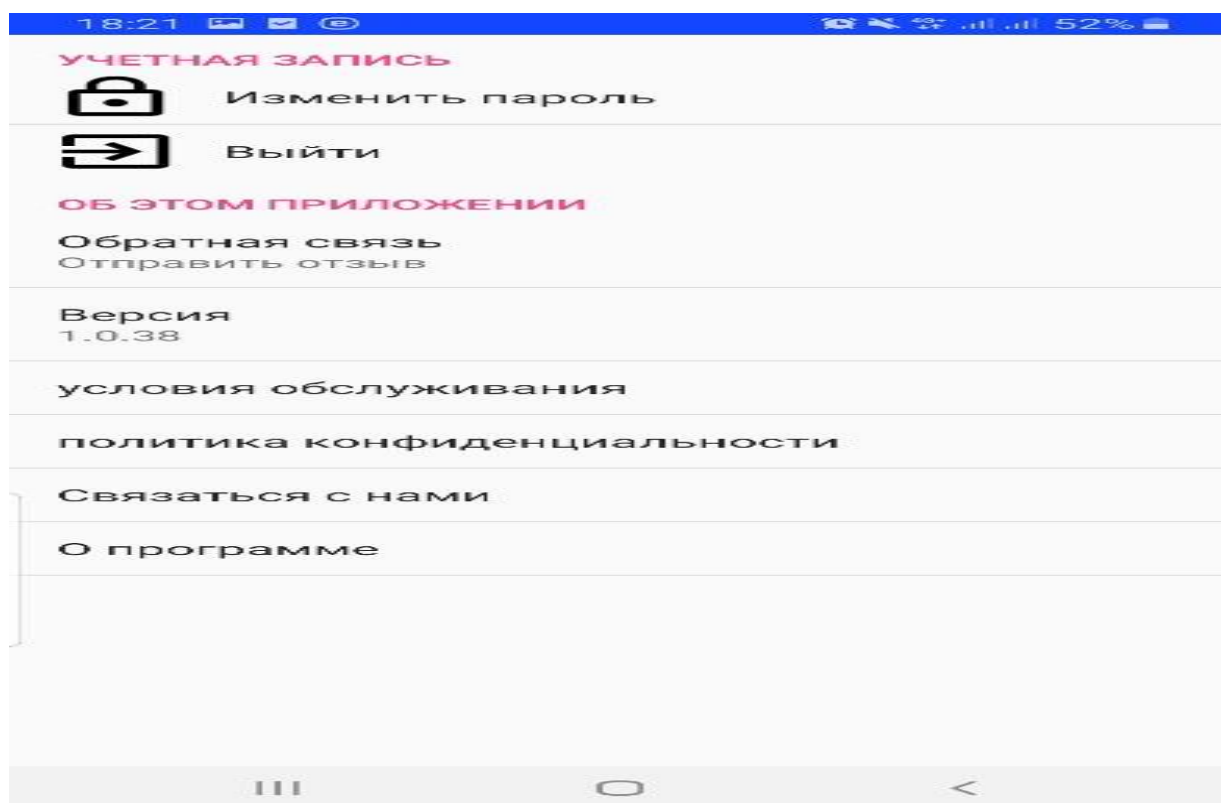 18:21 52%
УЧЕТНАЯ ЗАПИСЬ
Изменить пароль
Выйти
ОБ ЭТОМ ПРИЛОЖЕНИИ
Обратная связь
Отправить отзыв
Версия
1.0.38
условия обслуживания
политика конфиденциальности
Связаться с нами
О программе